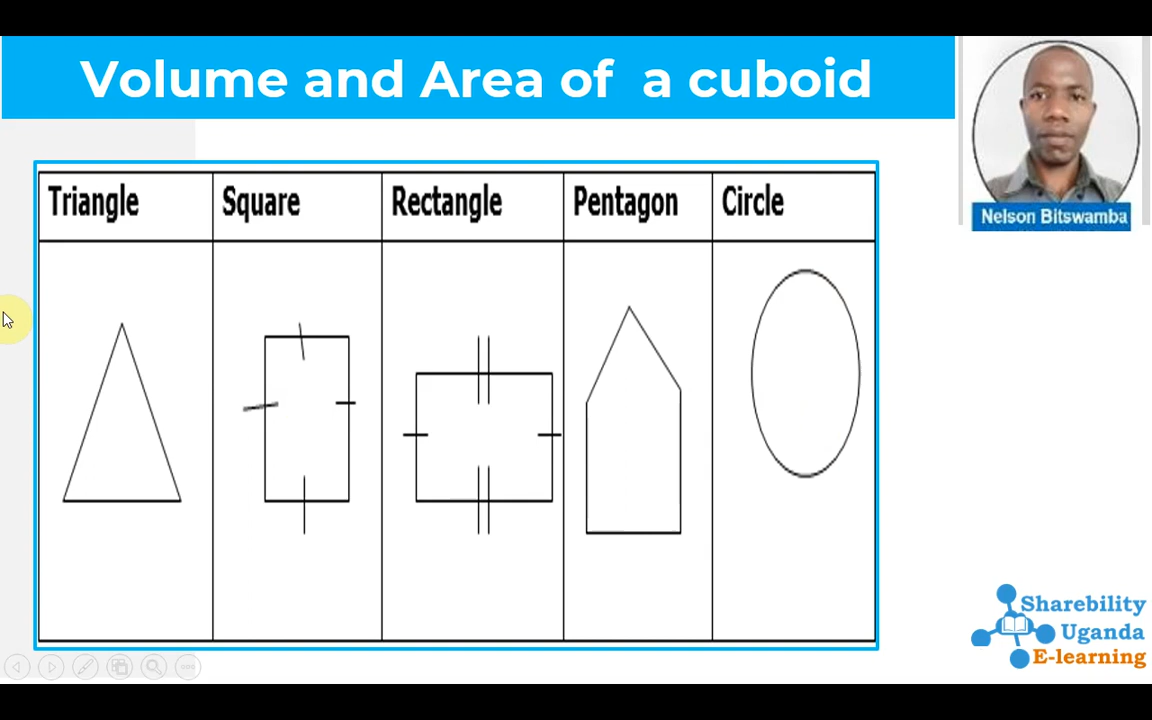 Volume and Area of a cuboid
Nelson Bitswamba
Triangle Square Rectangle Pentagon Circle
Sharebility
Uganda
E-learning